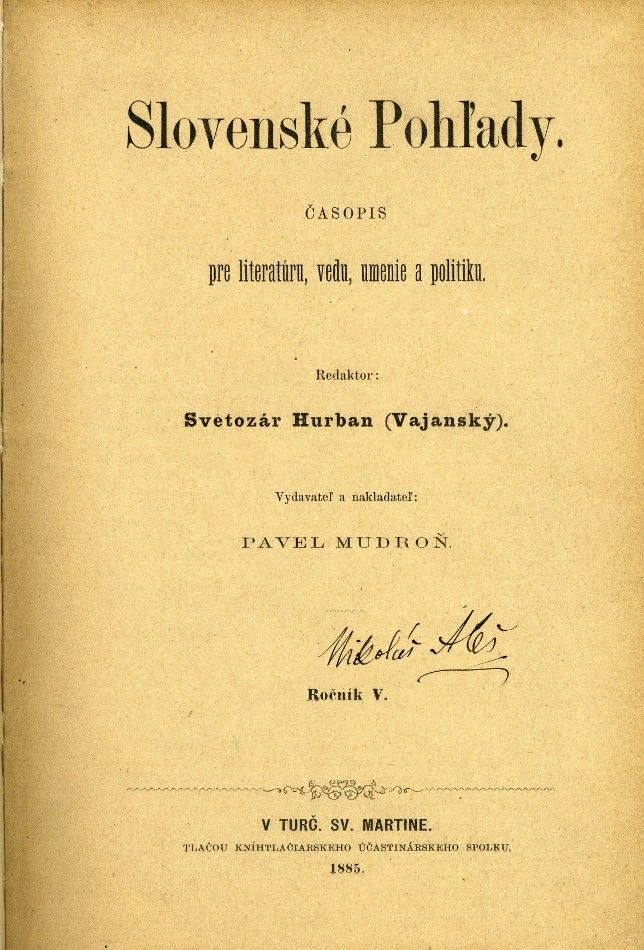 Slovenské Pohľady.
ČASOPIS
pre literatúru, vedu, umenie a politiku.
Redaktor:
Svetozár Hurban (Vajanský).
Vydavateľ a nakladateľ:
PAVEL MUDROŇ.
Mikoláš Aleš
Ročník V.
V TURČ. SV. MARTINE.
TLAČOU KNÍHTLAČIARSKEHO ÚČASTINÁRSKEHO SPOLKU.
1885.